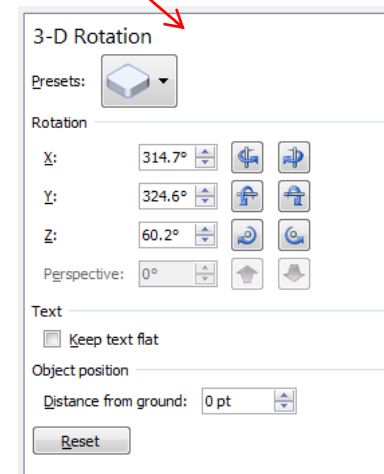 3-D Rotation
Presets:
Rotation
X: 314.7°
Y: 324.6°
Z: 60.2°
Perspective: 0°
Text
Keep text flat
Object position
Distance from ground: 0 pt
Reset